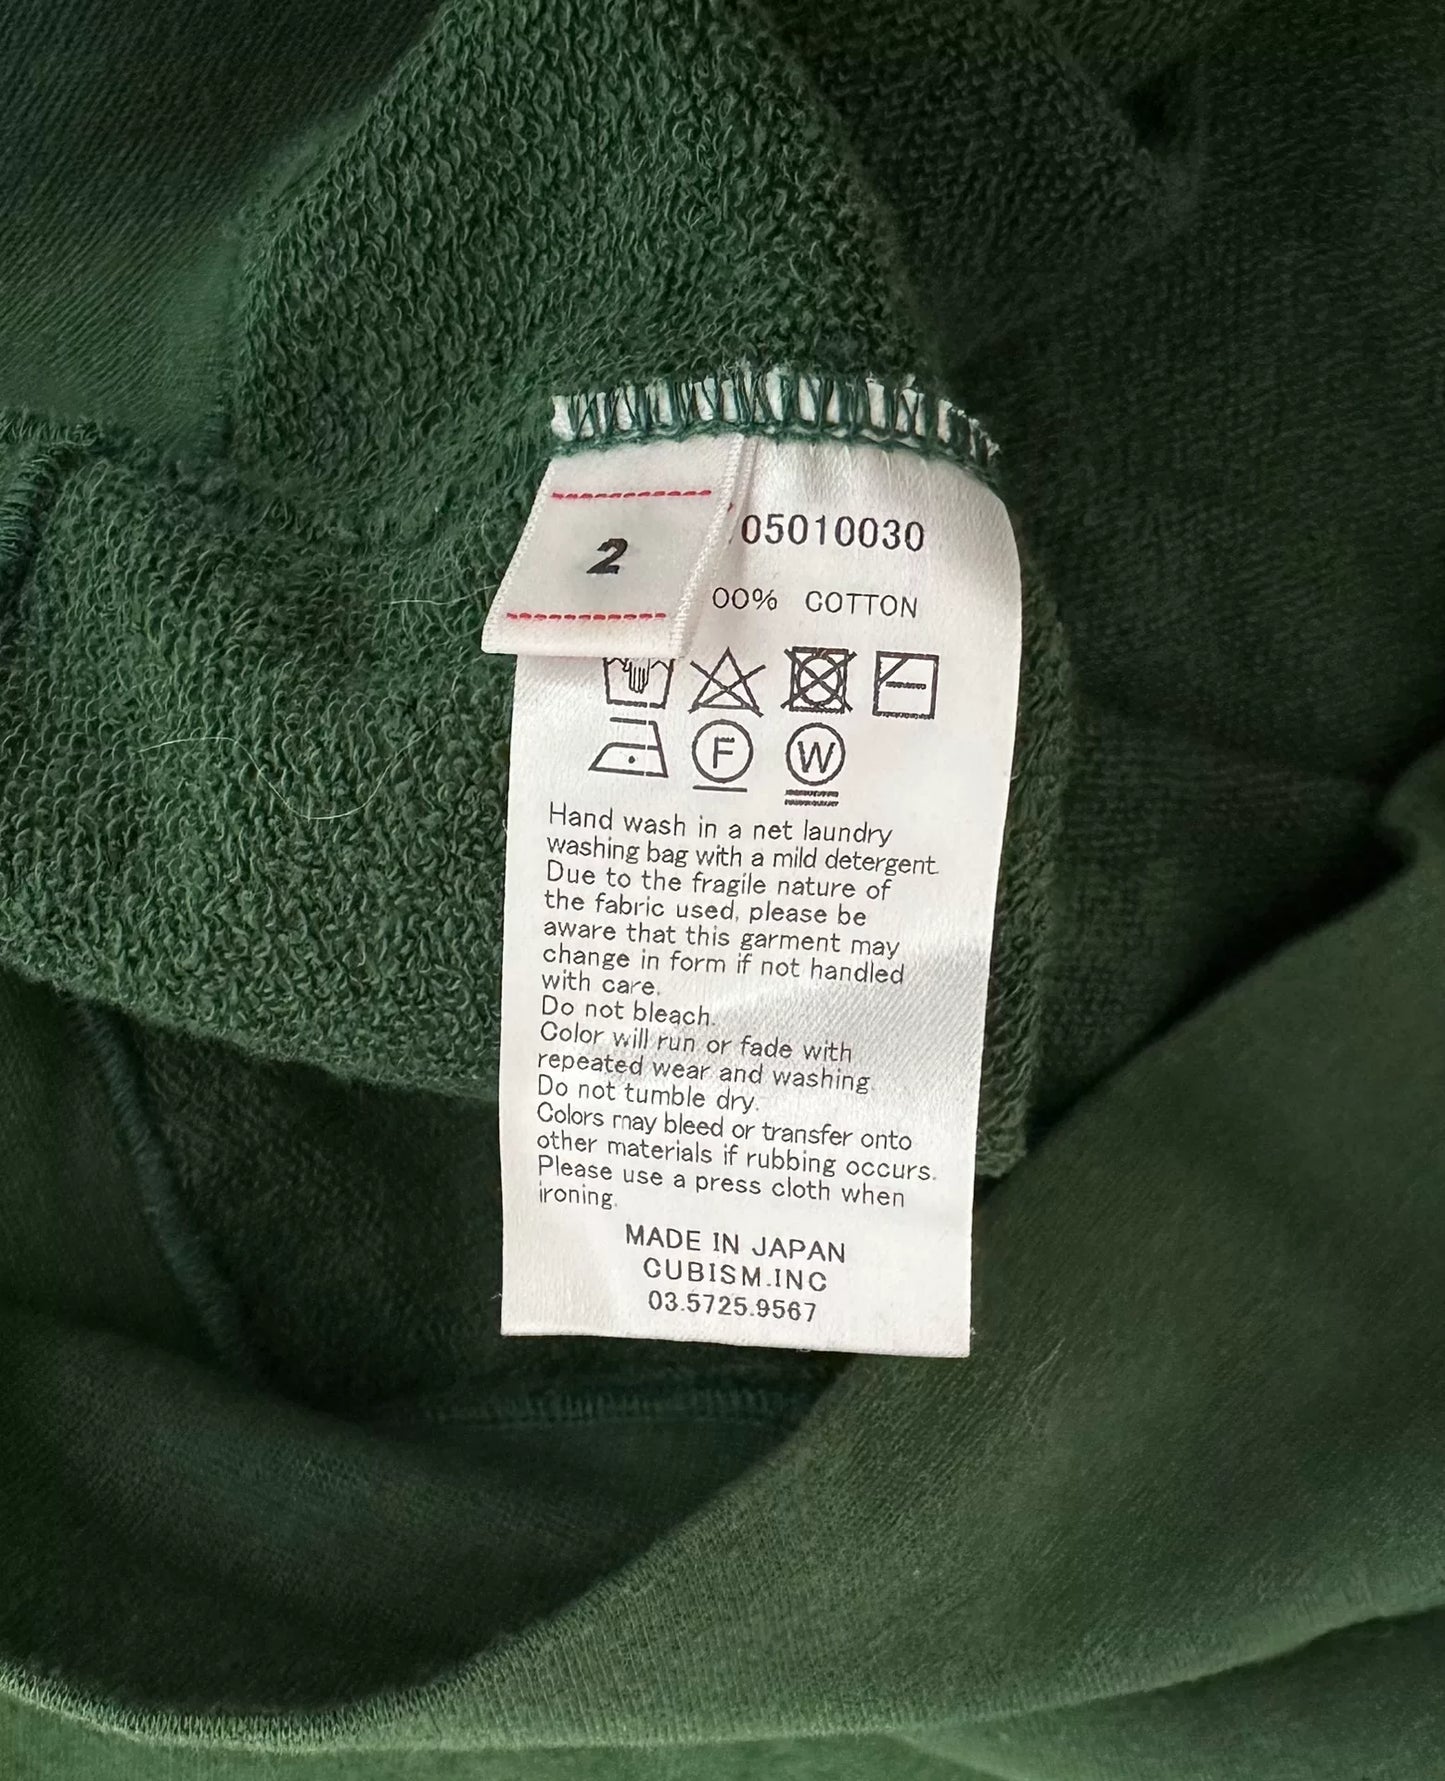 2
05010030
00% COTTON
F
W
Hand wash in a net laundry
washing bag with a mild detergent.
Due to the fragile nature of
the fabric used, please be
aware that this garment may
change in form if not handled
with care.
Do not bleach.
Color will run or fade with
repeated wear and washing.
Do not tumble dry.
Colors may bleed or transfer onto
other materials if rubbing occurs.
Please use a press cloth when
ironing.
MADE IN JAPAN
CUBISM.INC
03.5725.9567